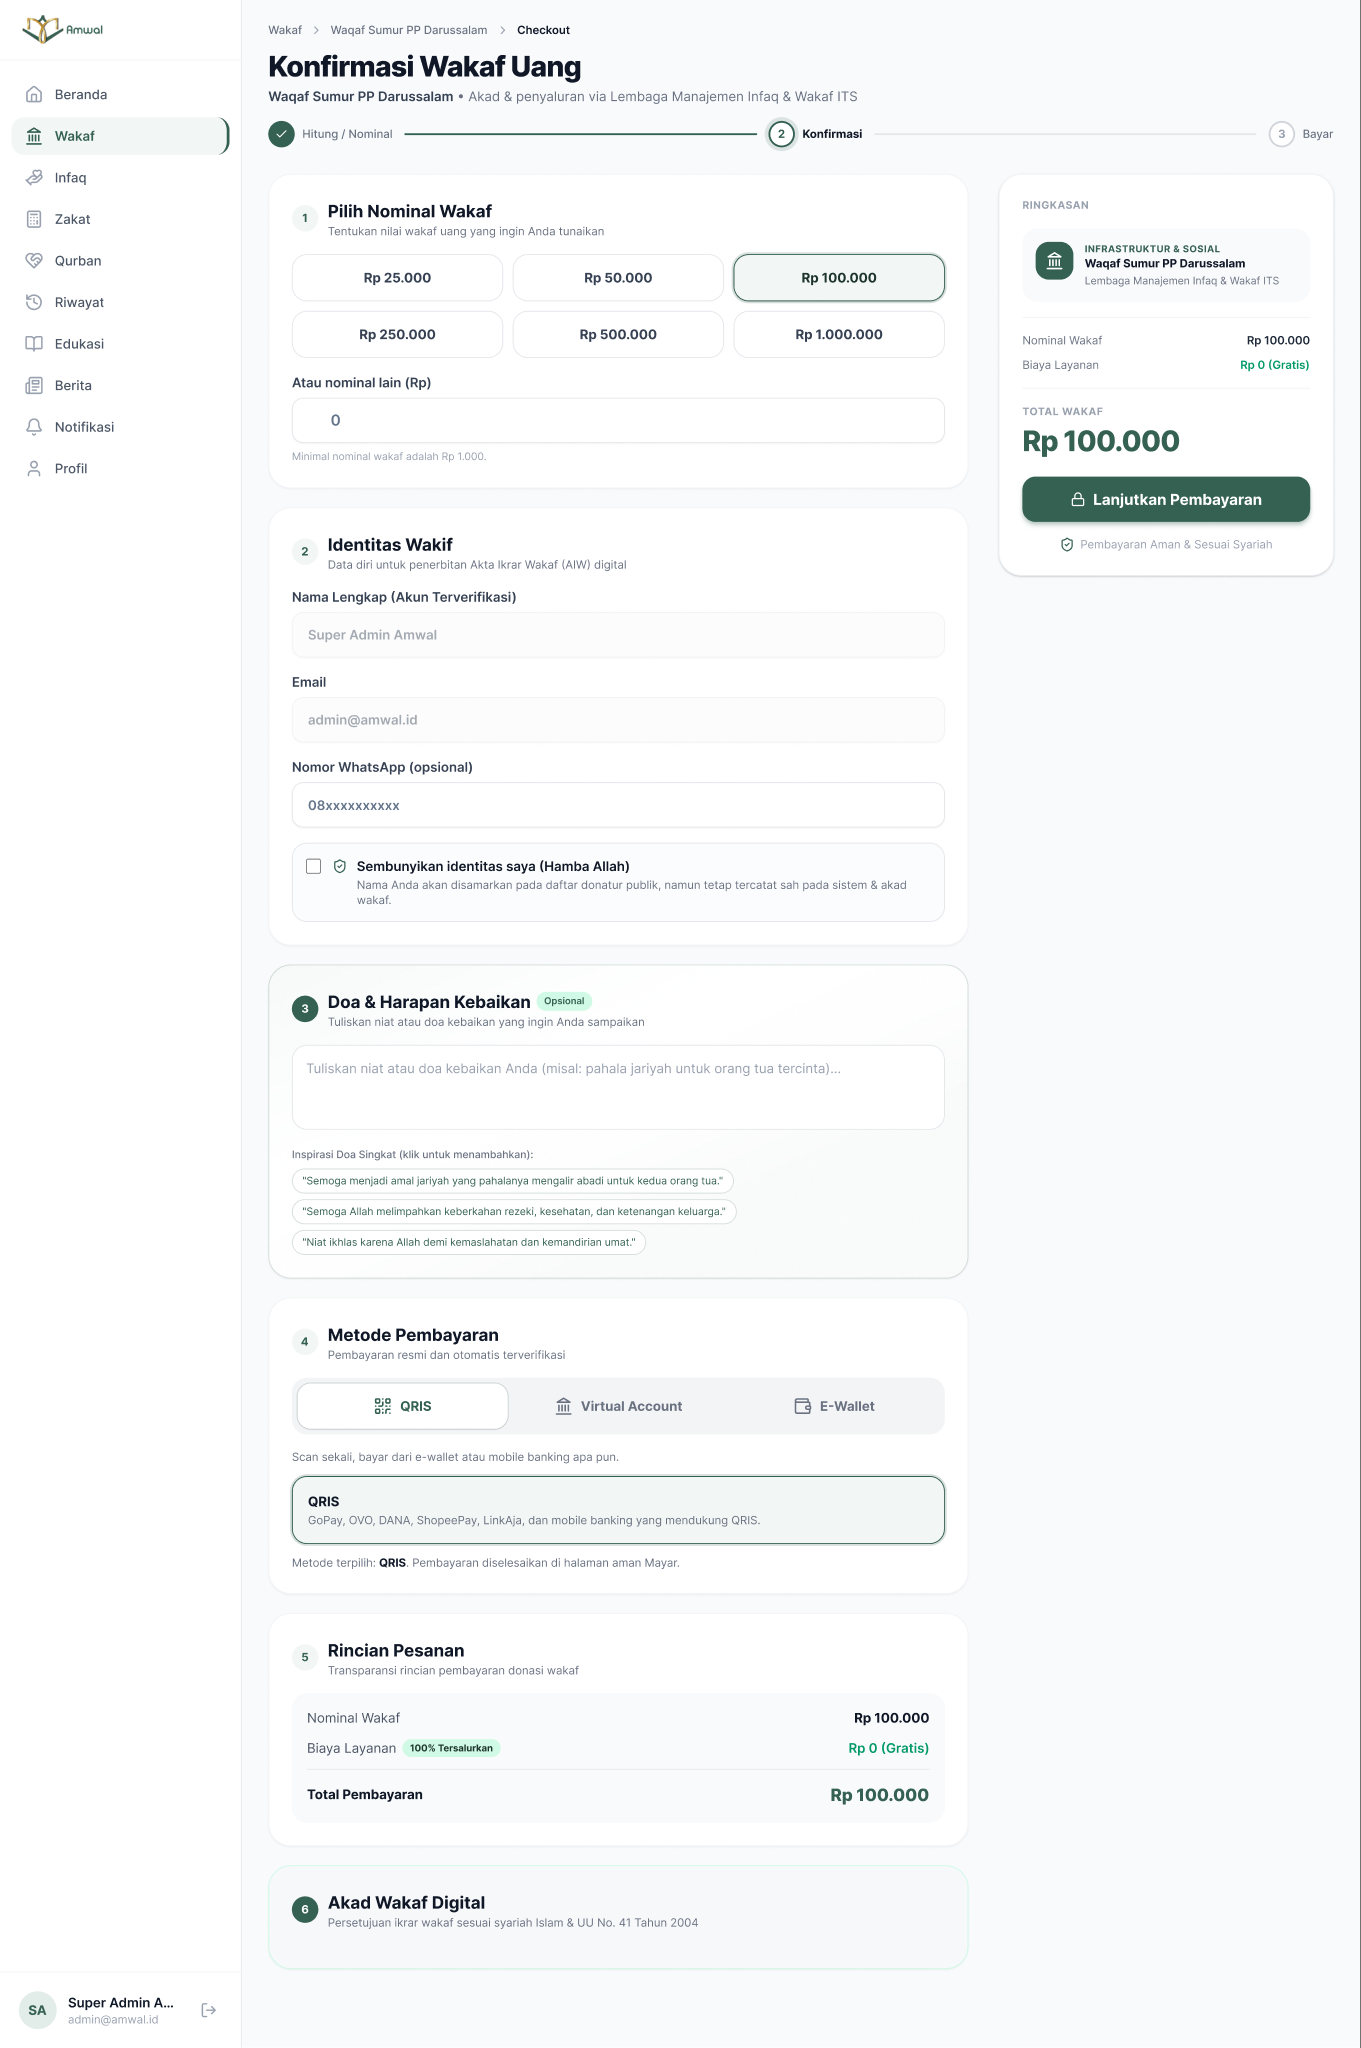 Amwal
Beranda
Wakaf
Infaq
Zakat
Qurban
Riwayat
Edukasi
Berita
Notifikasi
Profil
SA
Super Admin A...
admin@amwal.id
Wakaf > Waqaf Sumur PP Darussalam > Checkout
Konfirmasi Wakaf Uang
Waqaf Sumur PP Darussalam • Akad & penyaluran via Lembaga Manajemen Infaq & Wakaf ITS
Hitung / Nominal
2 Konfirmasi
3 Bayar
1 Pilih Nominal Wakaf
Tentukan nilai wakaf uang yang ingin Anda tunaikan
Rp 25.000
Rp 50.000
Rp 100.000
Rp 250.000
Rp 500.000
Rp 1.000.000
Atau nominal lain (Rp)
0
Minimal nominal wakaf adalah Rp 1.000.
2 Identitas Wakif
Data diri untuk penerbitan Akta Ikrar Wakaf (AIW) digital
Nama Lengkap (Akun Terverifikasi)
Super Admin Amwal
Email
admin@amwal.id
Nomor WhatsApp (opsional)
08xxxxxxxxxx
Sembunyikan identitas saya (Hamba Allah)
Nama Anda akan disamarkan pada daftar donatur publik, namun tetap tercatat sah pada sistem & akad
wakaf.
3 Doa & Harapan Kebaikan Opsional
Tuliskan niat atau doa kebaikan yang ingin Anda sampaikan
Tuliskan niat atau doa kebaikan Anda (misal: pahala jariyah untuk orang tua tercinta)...
Inspirasi Doa Singkat (klik untuk menambahkan):
"Semoga menjadi amal jariyah yang pahalanya mengalir abadi untuk kedua orang tua."
"Semoga Allah melimpahkan keberkahan rezeki, kesehatan, dan ketenangan keluarga."
"Niat ikhlas karena Allah demi kemaslahatan dan kemandirian umat."
4 Metode Pembayaran
Pembayaran resmi dan otomatis terverifikasi
QRIS
Virtual Account
E-Wallet
Scan sekali, bayar dari e-wallet atau mobile banking apa pun.
QRIS
GoPay, OVO, DANA, ShopeePay, LinkAja, dan mobile banking yang mendukung QRIS.
Metode terpilih: QRIS. Pembayaran diselesaikan di halaman aman Mayar.
5 Rincian Pesanan
Transparansi rincian pembayaran donasi wakaf
Nominal Wakaf Rp 100.000
Biaya Layanan 100% Tersalurkan Rp 0 (Gratis)
Total Pembayaran Rp 100.000
6 Akad Wakaf Digital
Persetujuan ikrar wakaf sesuai syariah Islam & UU No. 41 Tahun 2004
RINGKASAN
INFRASTRUKTUR & SOSIAL
Waqaf Sumur PP Darussalam
Lembaga Manajemen Infaq & Wakaf ITS
Nominal Wakaf Rp 100.000
Biaya Layanan Rp 0 (Gratis)
TOTAL WAKAF
Rp 100.000
Lanjutkan Pembayaran
Pembayaran Aman & Sesuai Syariah